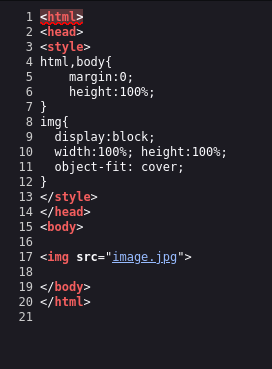 1 <html>
2 <head>
3 <style>
4 html,body{
5     margin:0;
6     height:100%;
7 }
8 img{
9   display:block;
10   width:100%; height:100%;
11   object-fit: cover;
12 }
13 </style>
14 </head>
15 <body>
16
17 <img src="image.jpg">
18
19 </body>
20 </html>
21